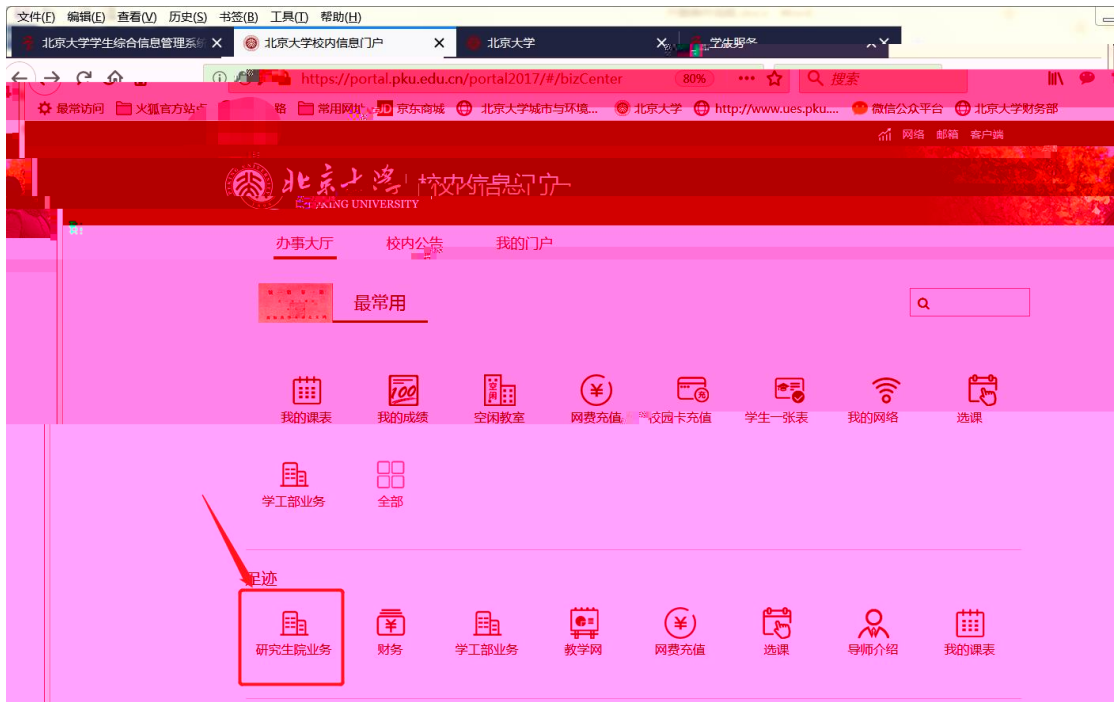 文件(F) 编辑(E) 查看(V) 历史(S) 书签(B) 工具(T) 帮助(H)
北京大学学生综合信息管理系统 北京大学校内信息门户 北京大学
https://portal.pku.edu.cn/portal2017/#/bizCenter 80% 搜索
最常访问 火狐官方站点 常用网址 JD 京东商城 北京大学城市与环境... 北京大学 http://www.ues.pku.... 微信公众平台 北京大学财务部
网络 邮箱 客户端
北京大学 校内信息门户
UNIVERSITY
办事大厅 校内公告 我的门户
最常用
我的课表 我的成绩 空闲教室 网费充值 校园卡充值 学生一张表 我的网络 选课
学工部业务 全部
足迹
研究生院业务 财务 学工部业务 教学网 网费充值 选课 导师介绍 我的课表